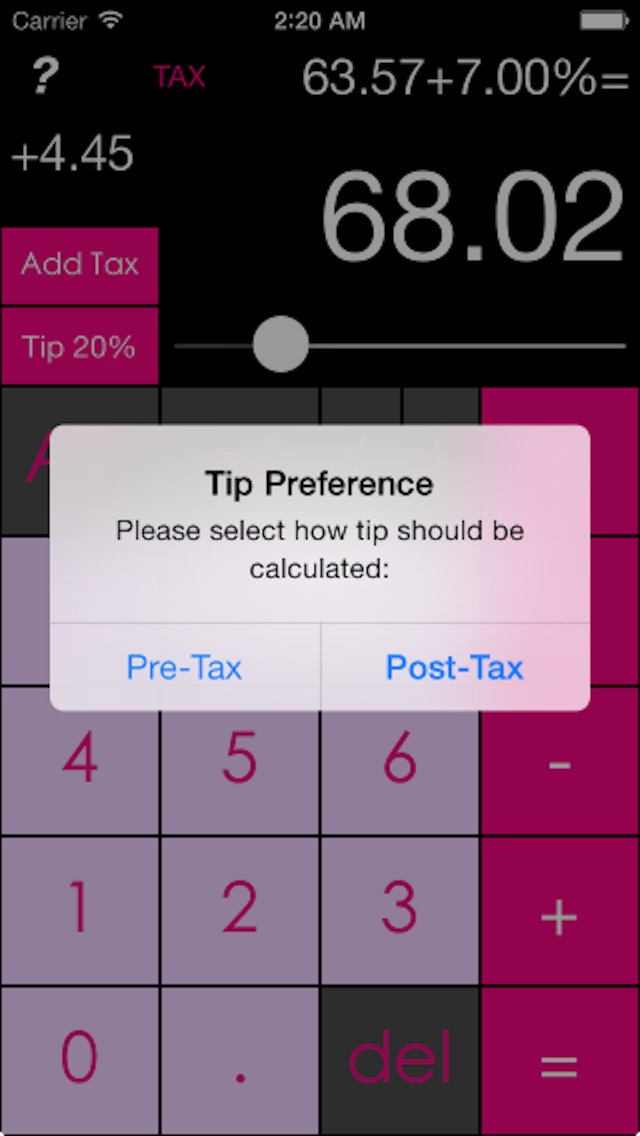 Carrier 2:20 AM
? TAX 63.57+7.00%=
+4.45
68.02
Add Tax
Tip 20%
Tip Preference
Please select how tip should be
calculated:
Pre-Tax Post-Tax
4 5 6 -
1 2 3 +
0 . del =